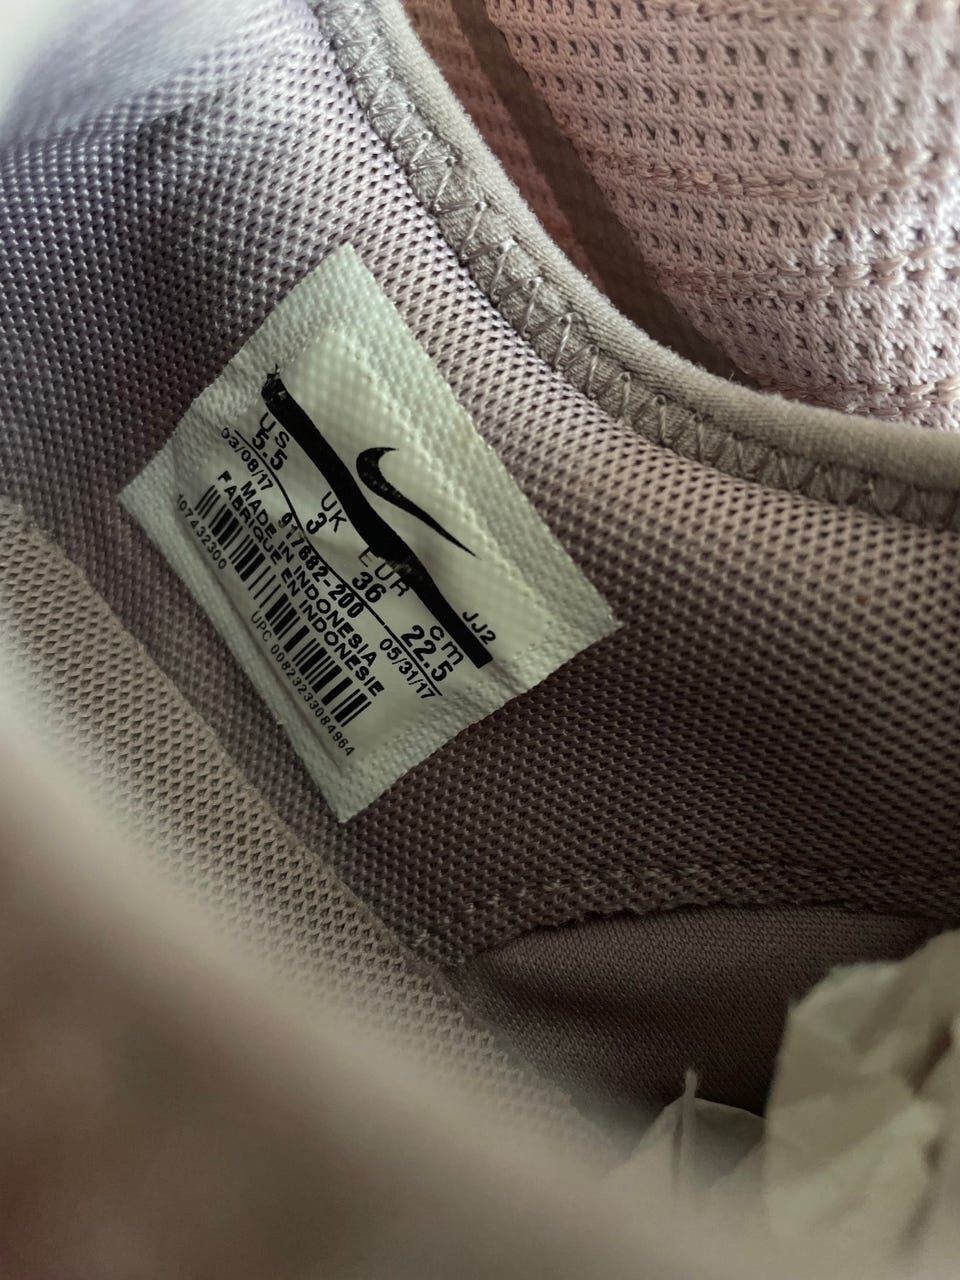 JJ2
US UK EUR cm
5.5 3 36 22.5
03/08/17 05/31/17
917682-200
MADE IN INDONESIA
FABRIQUE EN INDONESIE
107432300
UPC 00823233084964